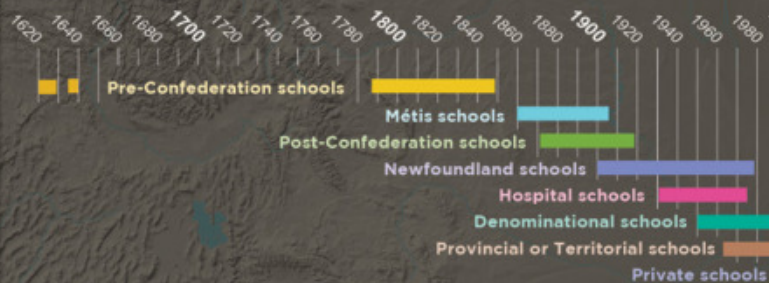 1620 1640 1660 1680 1700 1720 1740 1760 1780 1800 1820 1840 1860 1880 1900 1920 1940 1960 1980
Pre-Confederation schools
Métis schools
Post-Confederation schools
Newfoundland schools
Hospital schools
Denominational schools
Provincial or Territorial schools
Private schools